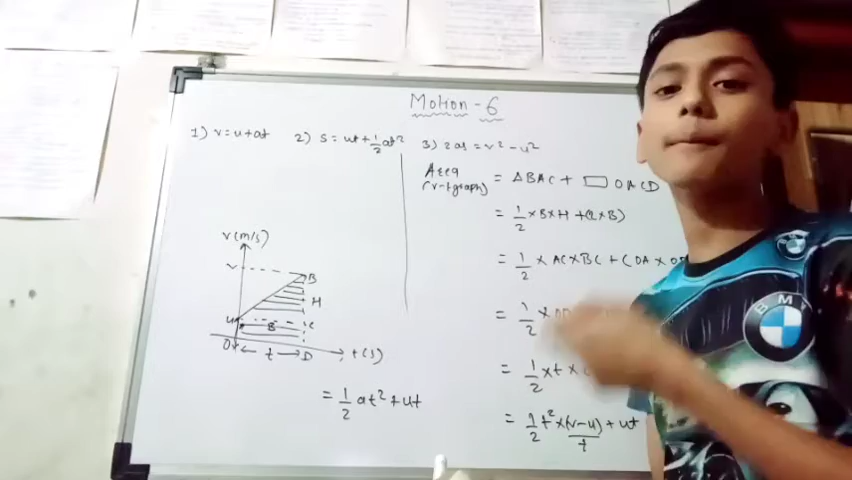 Motion - 6
1) v = u + at 2) s = ut + 1/2 at² 3) 2as = v² - u²
Area = ΔBAC + ▭ OACD
(v-t graph)
= 1/2 × B × H + (L × B)
= 1/2 × AC × BC + (OA ×
= 1/2 ×
= 1/2 × t ×
= 1/2 t² × (v-u)/t + ut
v (m/s)
v
B
H
u
B
c
O
t
D
t (s)
= 1/2 at² + ut
BMW